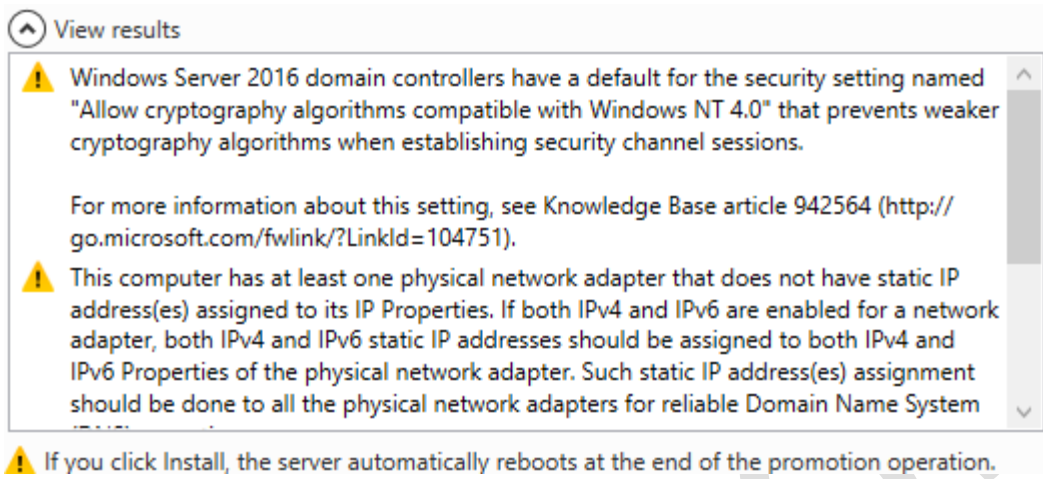 View results
Windows Server 2016 domain controllers have a default for the security setting named
"Allow cryptography algorithms compatible with Windows NT 4.0" that prevents weaker
cryptography algorithms when establishing security channel sessions.
For more information about this setting, see Knowledge Base article 942564 (http://
go.microsoft.com/fwlink/?LinkId=104751).
This computer has at least one physical network adapter that does not have static IP
address(es) assigned to its IP Properties. If both IPv4 and IPv6 are enabled for a network
adapter, both IPv4 and IPv6 static IP addresses should be assigned to both IPv4 and
IPv6 Properties of the physical network adapter. Such static IP address(es) assignment
should be done to all the physical network adapters for reliable Domain Name System
If you click Install, the server automatically reboots at the end of the promotion operation.